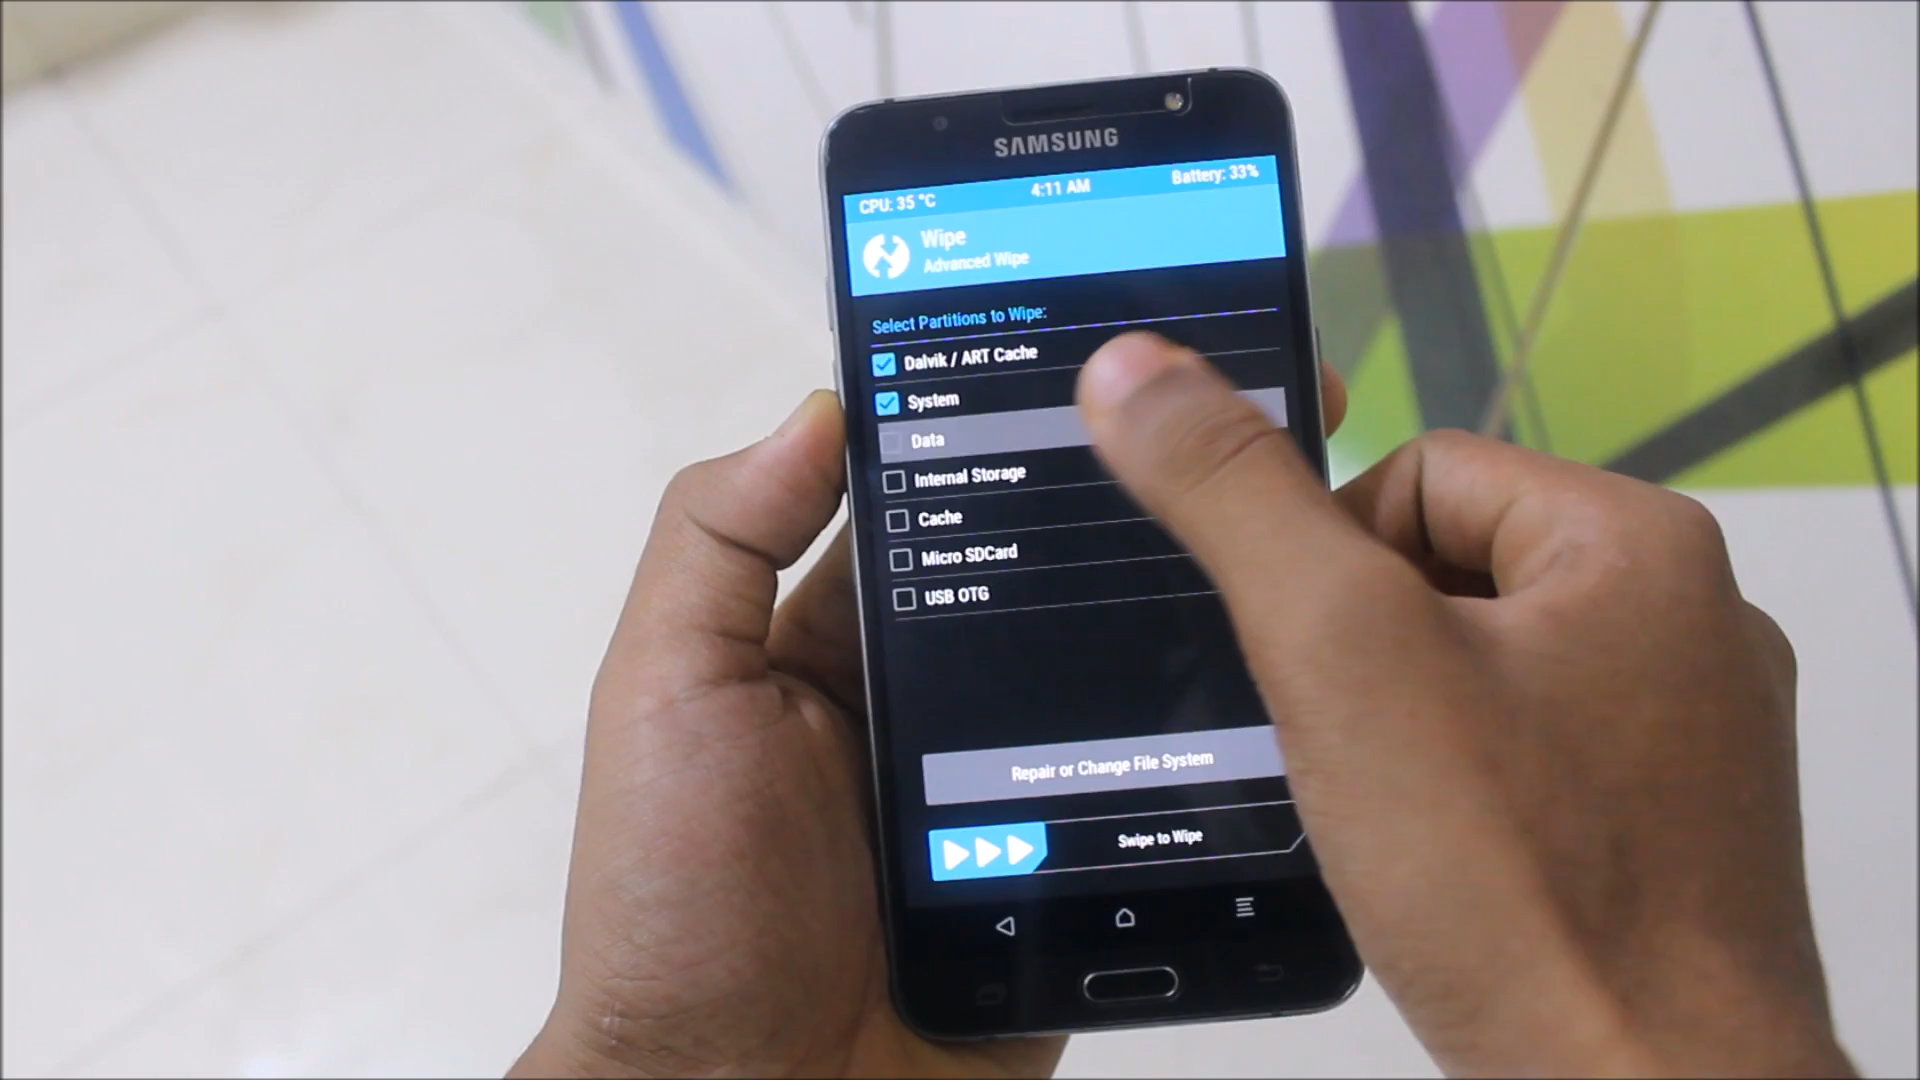 SAMSUNG
CPU: 35 °C
4:11 AM
Battery: 33%
Wipe
Advanced Wipe
Select Partitions to Wipe:
Dalvik / ART Cache
System
Data
Internal Storage
Cache
Micro SDCard
USB OTG
Repair or Change File System
Swipe to Wipe